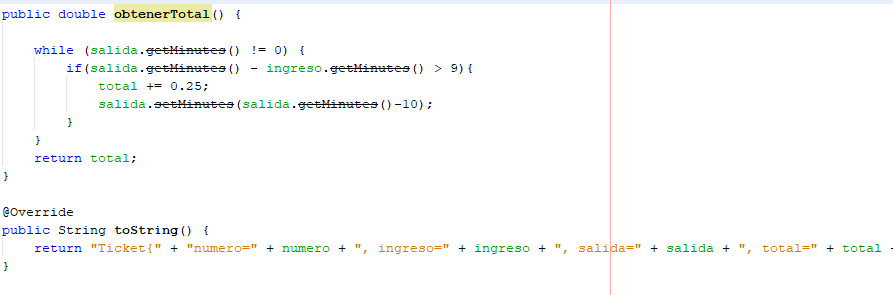 public double obtenerTotal() {
while (salida.getMinutes() != 0) {
if(salida.getMinutes() - ingreso.getMinutes() > 9){
total += 0.25;
salida.setMinutes(salida.getMinutes()-10);
}
}
return total;
}
@Override
public String toString() {
return "Ticket{" + "numero=" + numero + ", ingreso=" + ingreso + ", salida=" + salida + ", total=" + total
}